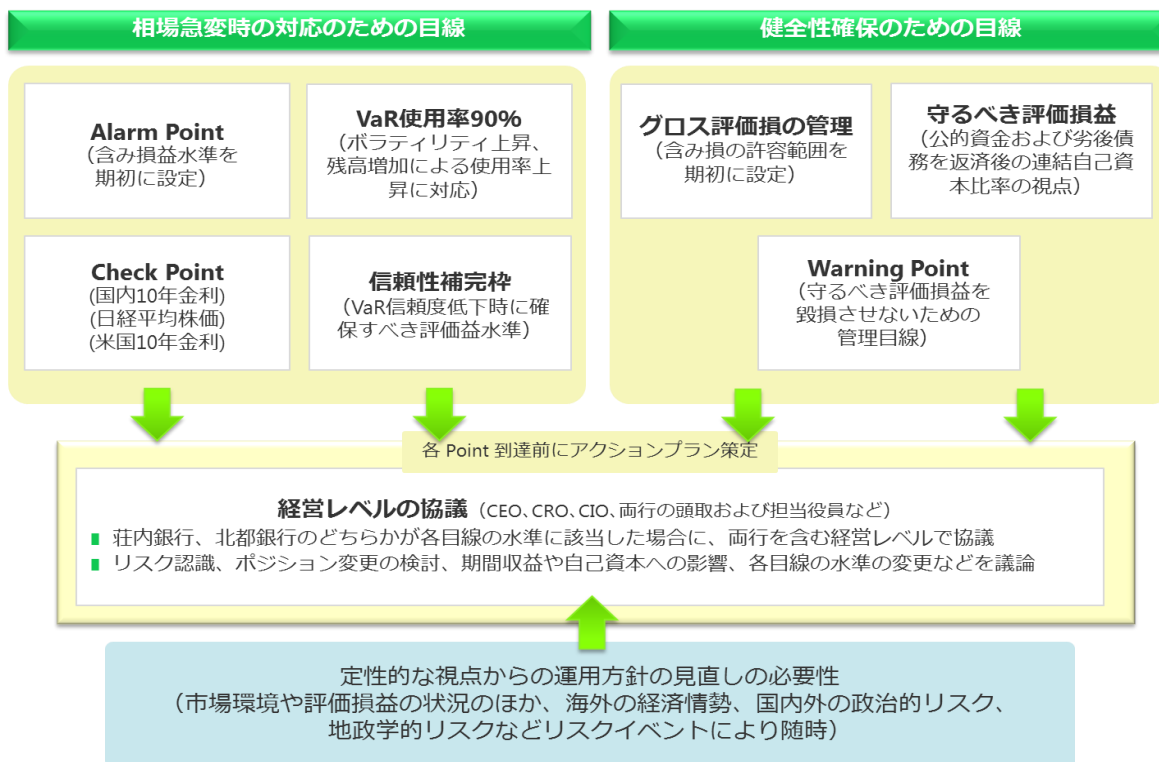 相場急変時の対応のための目線
健全性確保のための目線
Alarm Point
（含み損益水準を
期初に設定）
VaR使用率90%
（ボラティリティ上昇、
残高増加による使用率上
昇に対応）
Check Point
(国内10年金利)
(日経平均株価)
(米国10年金利)
信頼性補完枠
（VaR信頼度低下時に確
保すべき評価益水準）
グロス評価損の管理
（含み損の許容範囲を
期初に設定）
守るべき評価損益
（公的資金および劣後債
務を返済後の連結自己資
本比率の視点）
Warning Point
（守るべき評価損益を
毀損させないための
管理目線）
各 Point 到達前にアクションプラン策定
経営レベルの協議（CEO、CRO、CIO、両行の頭取および担当役員など）
荘内銀行、北都銀行のどちらかが各目線の水準に該当した場合に、両行を含む経営レベルで協議
リスク認識、ポジション変更の検討、期間収益や自己資本への影響、各目線の水準の変更などを議論
定性的な視点からの運用方針の見直しの必要性
（市場環境や評価損益の状況のほか、海外の経済情勢、国内外の政治的リスク、
地政学的リスクなどリスクイベントにより随時）